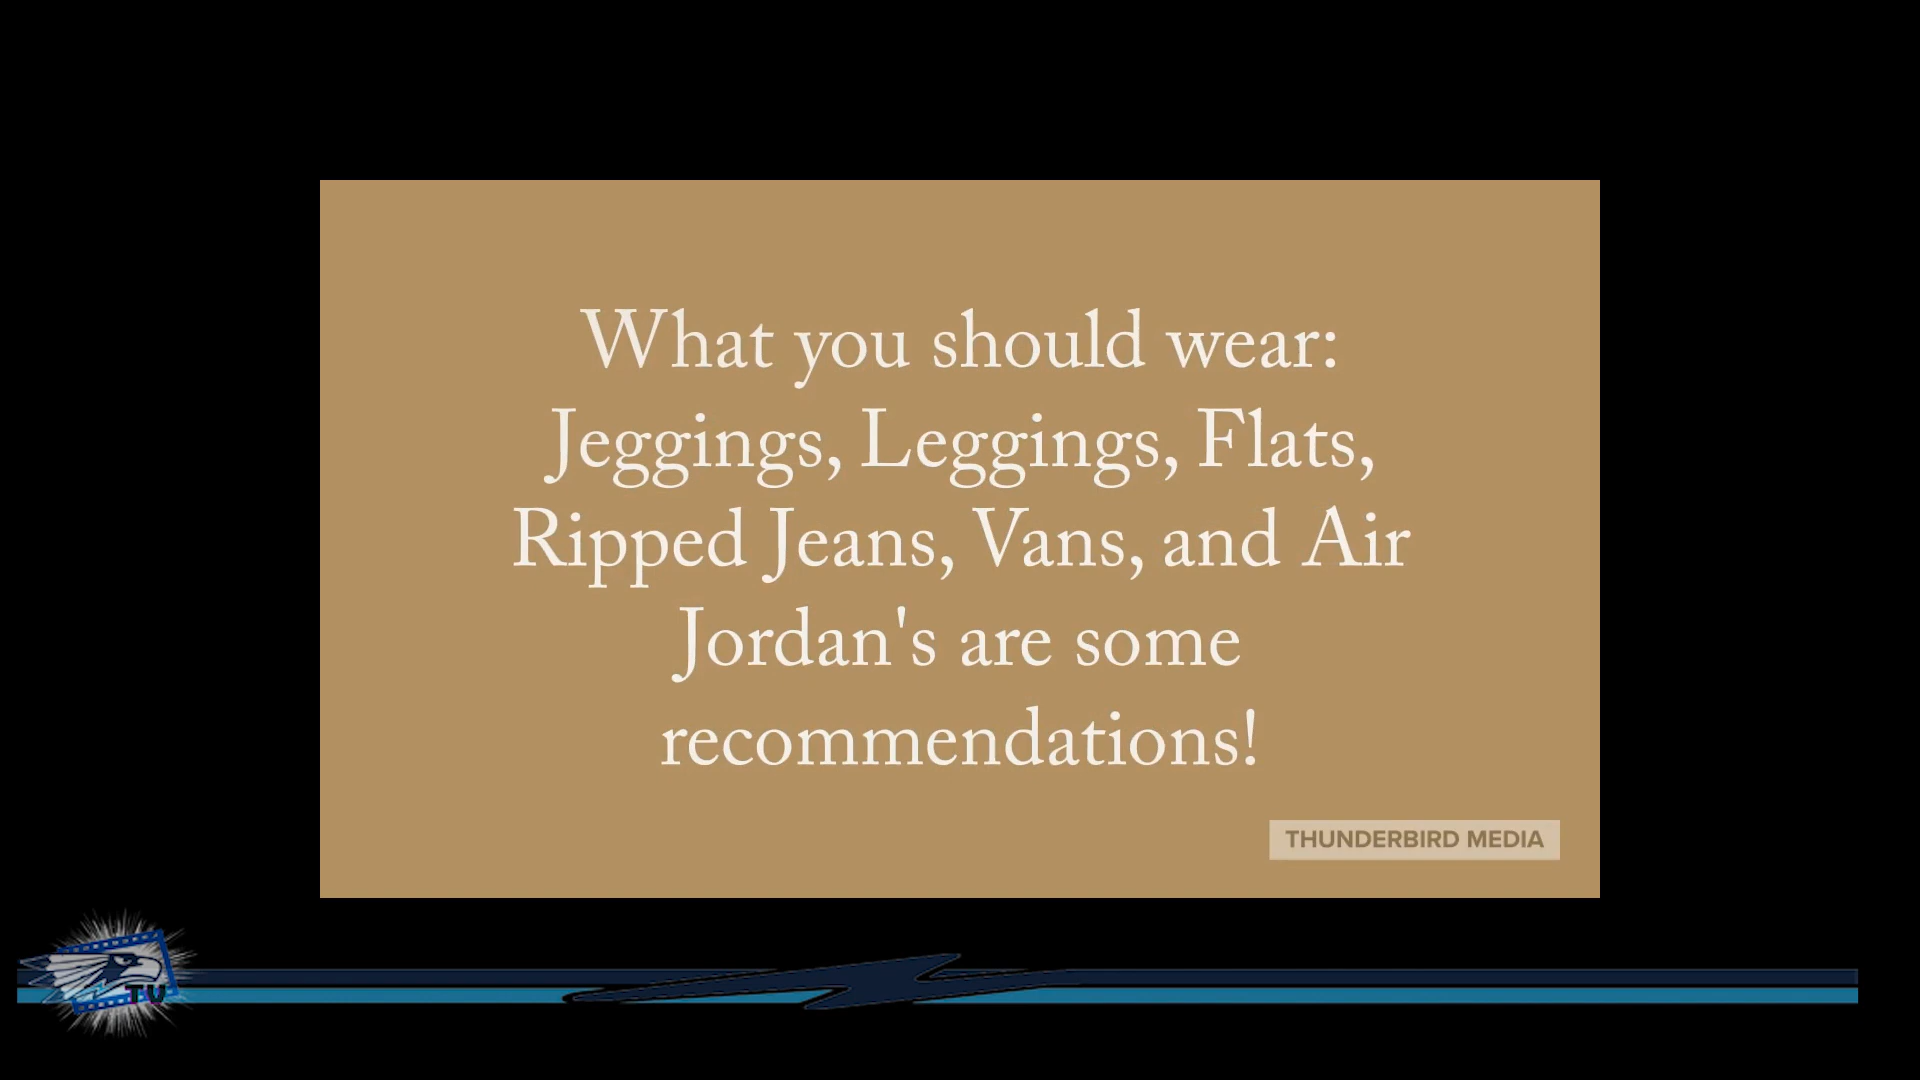 What you should wear:
Jeggings, Leggings, Flats,
Ripped Jeans, Vans, and Air
Jordan's are some
recommendations!
THUNDERBIRD MEDIA
TV